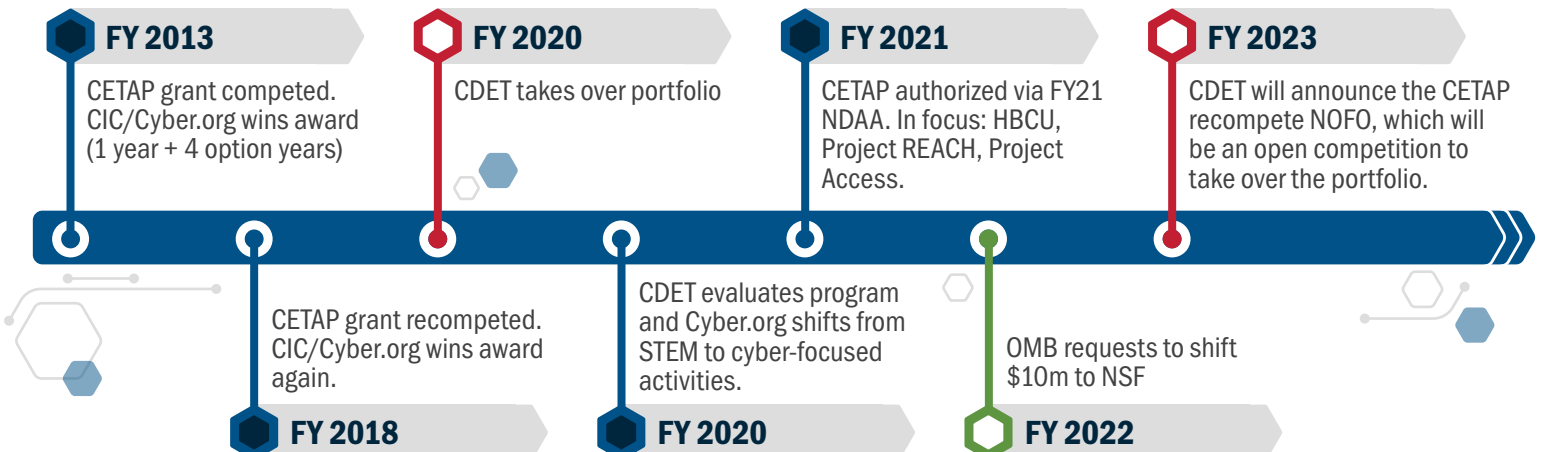 FY 2013
CETAP grant competed.
CIC/Cyber.org wins award
(1 year + 4 option years)
FY 2018
CETAP grant recompeted.
CIC/Cyber.org wins award
again.
FY 2020
CDET takes over portfolio
FY 2020
CDET evaluates program
and Cyber.org shifts from
STEM to cyber-focused
activities.
FY 2021
CETAP authorized via FY21
NDAA. In focus: HBCU,
Project REACH, Project
Access.
FY 2022
OMB requests to shift
$10m to NSF
FY 2023
CDET will announce the CETAP
recompete NOFO, which will
be an open competition to
take over the portfolio.